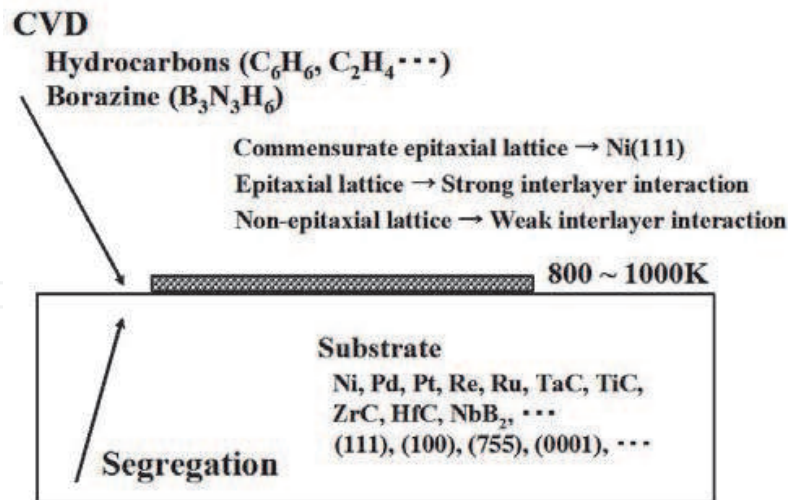 CVD
Hydrocarbons (C₆H₆, C₂H₄···)
Borazine (B₃N₃H₆)
Commensurate epitaxial lattice → Ni(111)
Epitaxial lattice → Strong interlayer interaction
Non-epitaxial lattice → Weak interlayer interaction
800 ~ 1000K
Substrate
Ni, Pd, Pt, Re, Ru, TaC, TiC,
ZrC, HfC, NbB₂, ···
(111), (100), (755), (0001), ···
Segregation